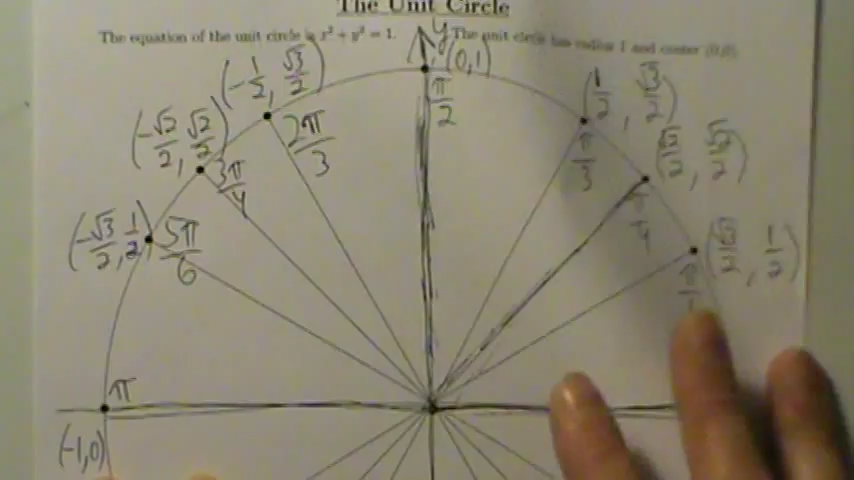 The Unit Circle
The equation of the unit circle is x² + y² = 1. The unit circle has radius 1 and center (0,0)
y
(0,1)
π/2
(-1/2, √3/2)
2π/3
(-√2/2, √2/2)
3π/4
(-√3/2, 1/2)
5π/6
π
(-1,0)
(1/2, √3/2)
π/3
(√2/2, √2/2)
π/4
(√3/2, 1/2)